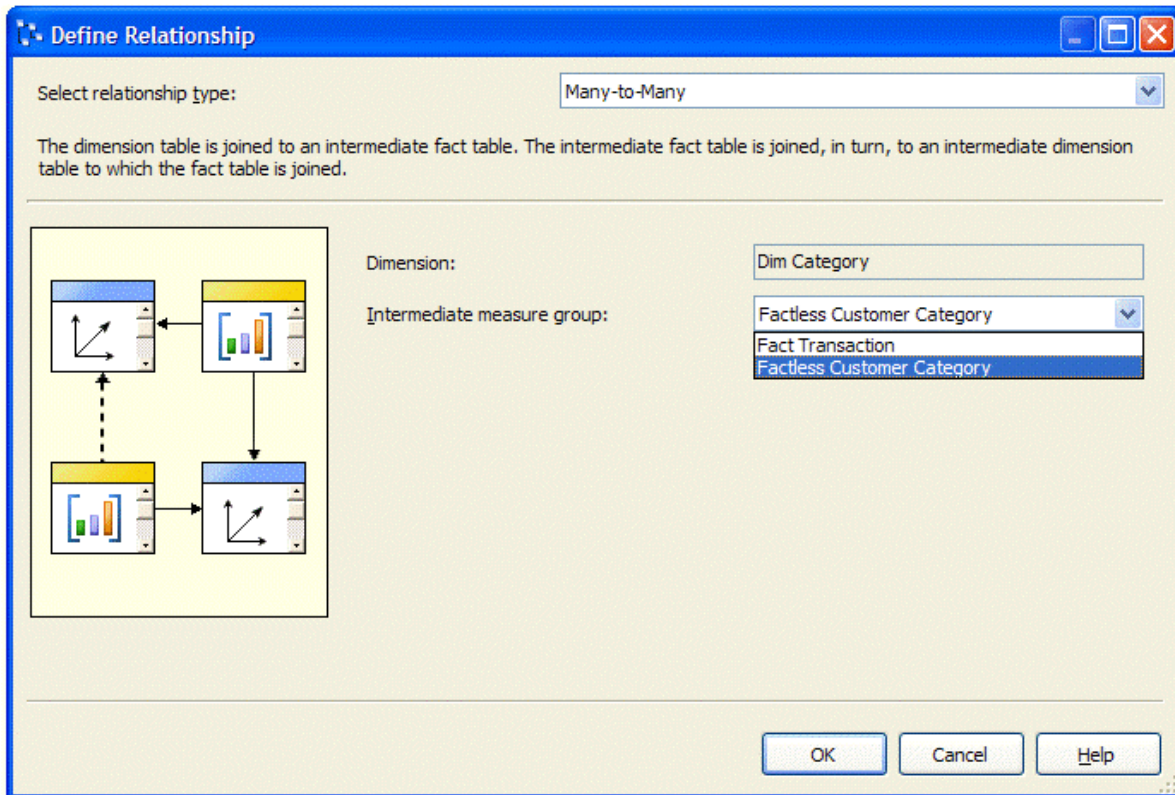 Define Relationship
Select relationship type:
Many-to-Many
The dimension table is joined to an intermediate fact table. The intermediate fact table is joined, in turn, to an intermediate dimension
table to which the fact table is joined.
Dimension:
Dim Category
Intermediate measure group:
Factless Customer Category
Fact Transaction
Factless Customer Category
OK
Cancel
Help